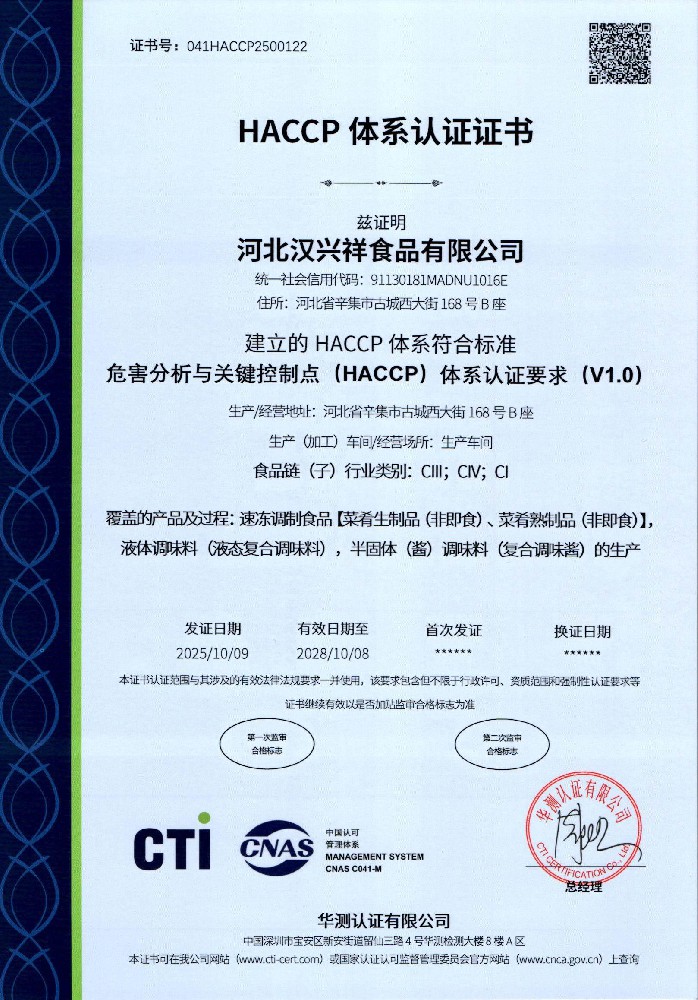 证书号：041HACCP2500122
HACCP 体系认证证书
兹证明
河北汉兴祥食品有限公司
统一社会信用代码：91130181MADNU1016E
住所：河北省辛集市古城西大街 168 号 B 座
建立的 HACCP 体系符合标准
危害分析与关键控制点（HACCP）体系认证要求（V1.0）
生产/经营地址：河北省辛集市古城西大街 168 号 B 座
生产（加工）车间/经营场所：生产车间
食品链（子）行业类别：CIII；CIV；CI
覆盖的产品及过程：速冻调制食品【菜肴生制品（非即食）、菜肴熟制品（非即食）】，
液体调味料（液态复合调味料），半固体（酱）调味料（复合调味酱）的生产
发证日期 有效日期至 首次发证 换证日期
2025/10/09 2028/10/08 ****** ******
本证书认证范围与其涉及的有效法律法规要求一并使用，该要求包含但不限于行政许可、资质范围和强制性认证要求等
证书继续有效以是否加贴监审合格标志为准
第一次监审
合格标志
第二次监审
合格标志
华测认证有限公司
CTI CERTIFICATION Co., Ltd
总经理
CTI
CNAS
中国认可
管理体系
MANAGEMENT SYSTEM
CNAS C041-M
华测认证有限公司
中国深圳市宝安区新安街道留仙三路 4 号华测检测大楼 8 楼 A 区
本证书可在我公司网站（www.cti-cert.com）或国家认证认可监督管理委员会官方网站（www.cnca.gov.cn）上查询